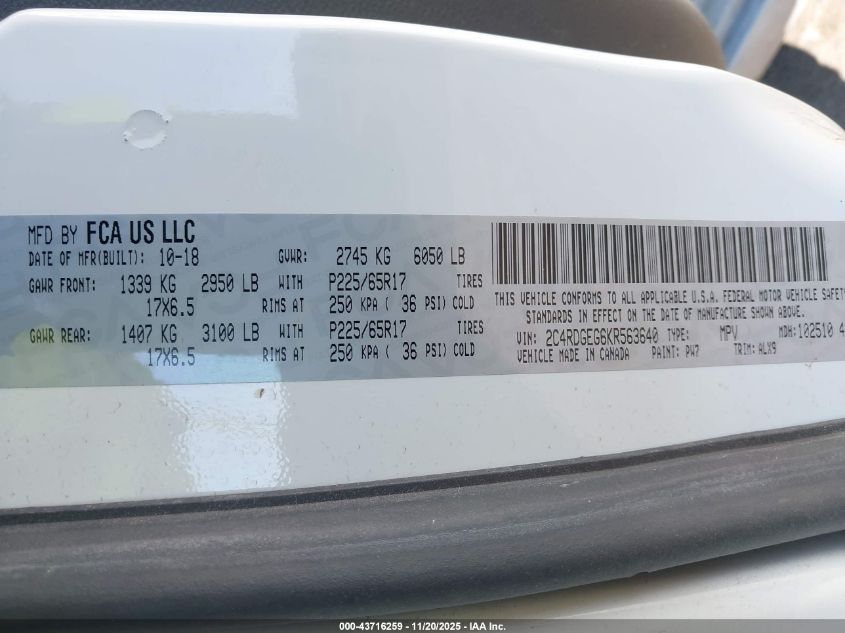 MFD BY FCA US LLC
DATE OF MFR(BUILT): 10-18 GVWR: 2745 KG 6050 LB
GAWR FRONT: 1339 KG 2950 LB WITH P225/65R17 TIRES
17X6.5 RIMS AT 250 KPA ( 36 PSI) COLD
GAWR REAR: 1407 KG 3100 LB WITH P225/65R17 TIRES
17X6.5 RIMS AT 250 KPA ( 36 PSI) COLD
THIS VEHICLE CONFORMS TO ALL APPLICABLE U.S.A. FEDERAL MOTOR VEHICLE SAFETY
STANDARDS IN EFFECT ON THE DATE OF MANUFACTURE SHOWN ABOVE.
VIN: 2C4RDGEG6KR563640 TYPE: MPV MDH: 102510 4
VEHICLE MADE IN CANADA PAINT: PW7 TRIM: ALX9
000-43716259 | 11/20/2025 - IAA Inc.